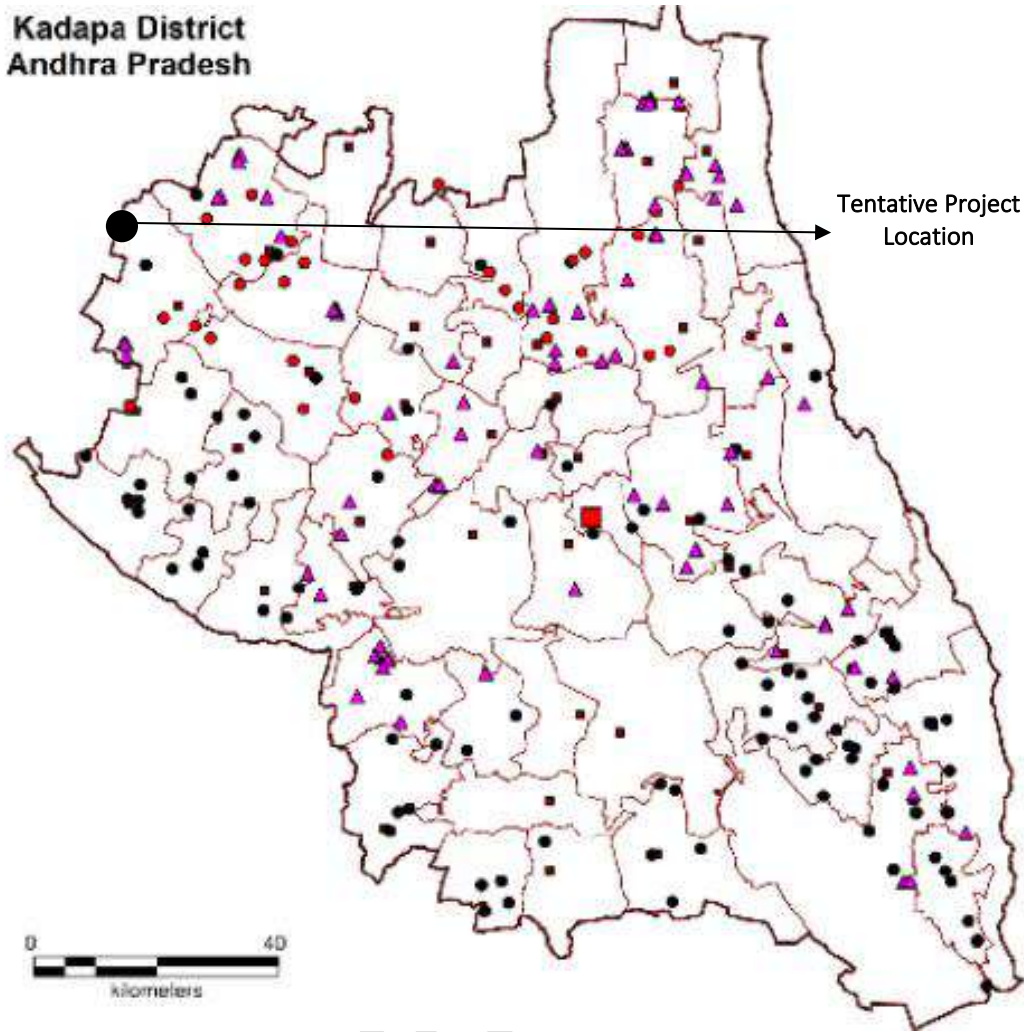 Kadapa District
Andhra Pradesh
Tentative Project
Location
0 40
kilometers